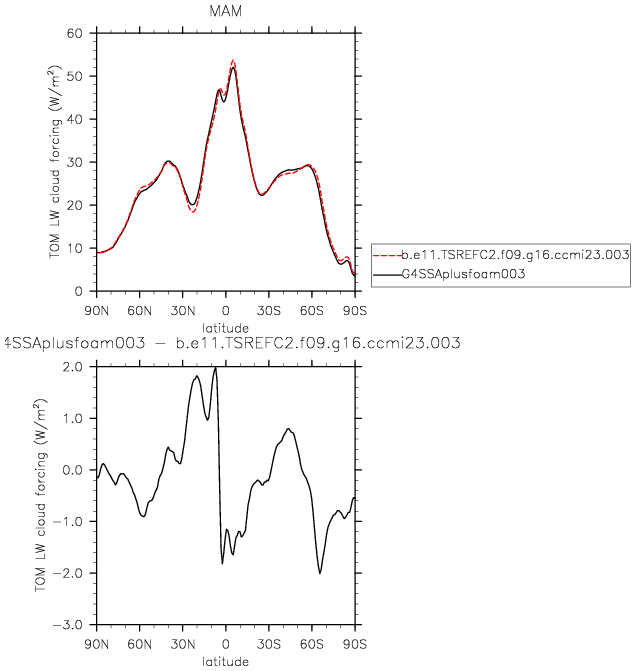 MAM
60
50
40
30
20
10
0
TOM LW cloud forcing (W/m²)
90N 60N 30N 0 30S 60S 90S
latitude
b.e11.TSREFC2.f09.g16.ccmi23.003
G4SSAplusfoam003
4SSAplusfoam003 – b.e11.TSREFC2.f09.g16.ccmi23.003
2.0
1.0
0.0
−1.0
−2.0
−3.0
TOM LW cloud forcing (W/m²)
90N 60N 30N 0 30S 60S 90S
latitude